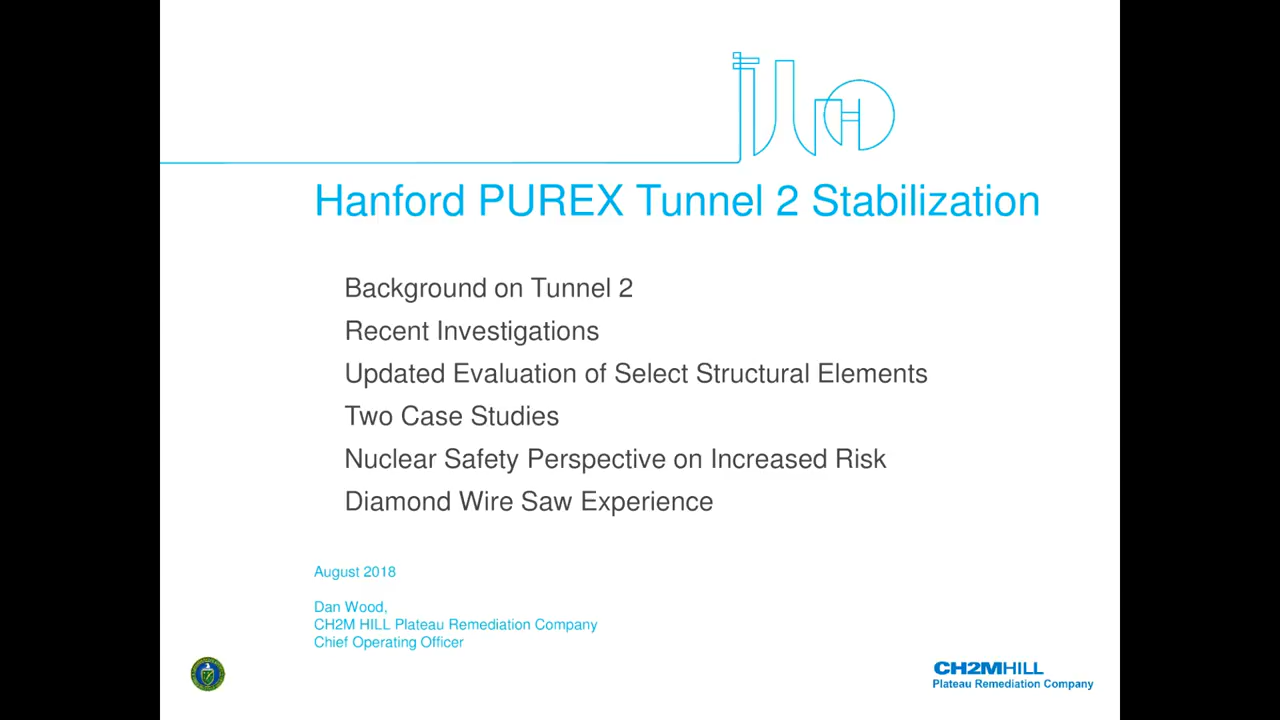 Hanford PUREX Tunnel 2 Stabilization
Background on Tunnel 2
Recent Investigations
Updated Evaluation of Select Structural Elements
Two Case Studies
Nuclear Safety Perspective on Increased Risk
Diamond Wire Saw Experience
August 2018
Dan Wood,
CH2M HILL Plateau Remediation Company
Chief Operating Officer
CH2MHILL
Plateau Remediation Company